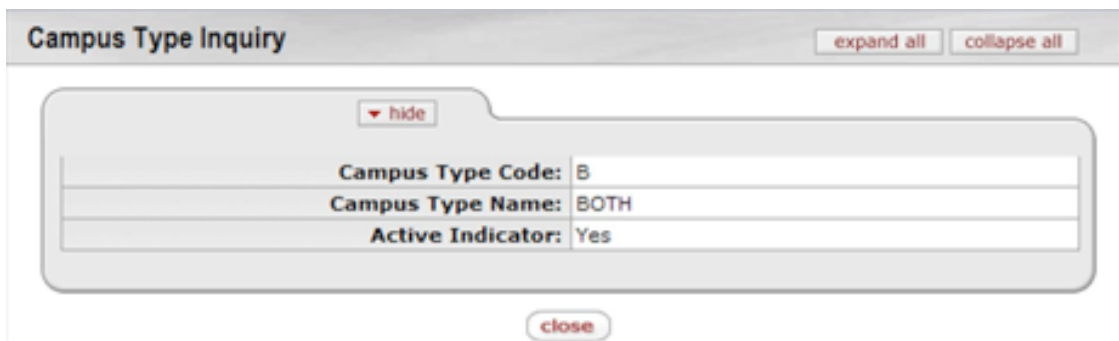 Campus Type Inquiry expand all collapse all
hide
Campus Type Code: B
Campus Type Name: BOTH
Active Indicator: Yes
close